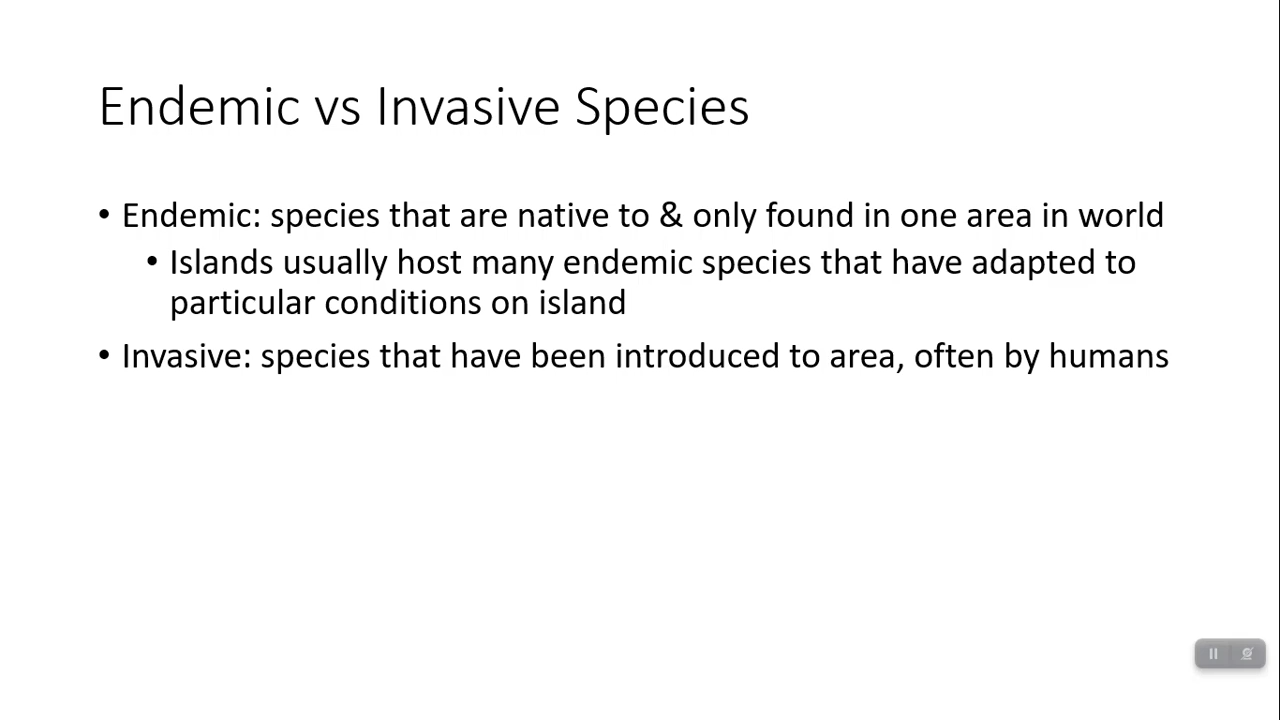 Endemic vs Invasive Species
• Endemic: species that are native to & only found in one area in world
• Islands usually host many endemic species that have adapted to
particular conditions on island
• Invasive: species that have been introduced to area, often by humans